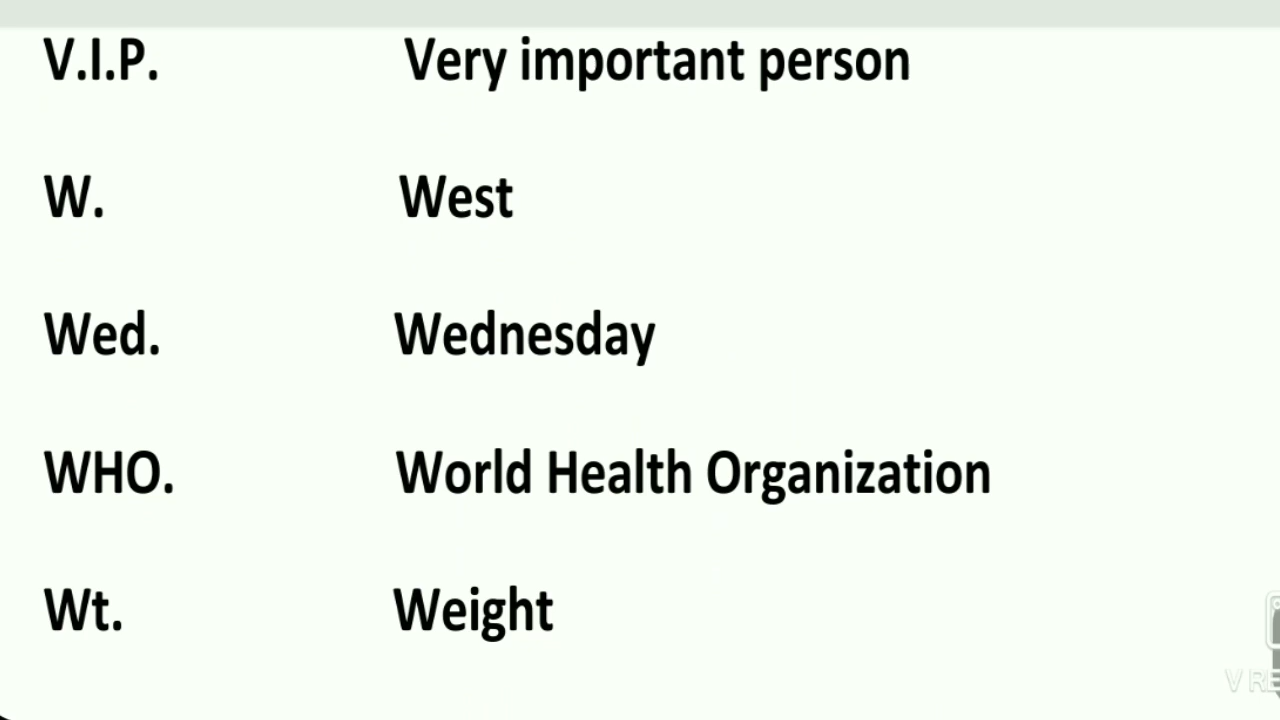 V.I.P. Very important person
W. West
Wed. Wednesday
WHO. World Health Organization
Wt. Weight